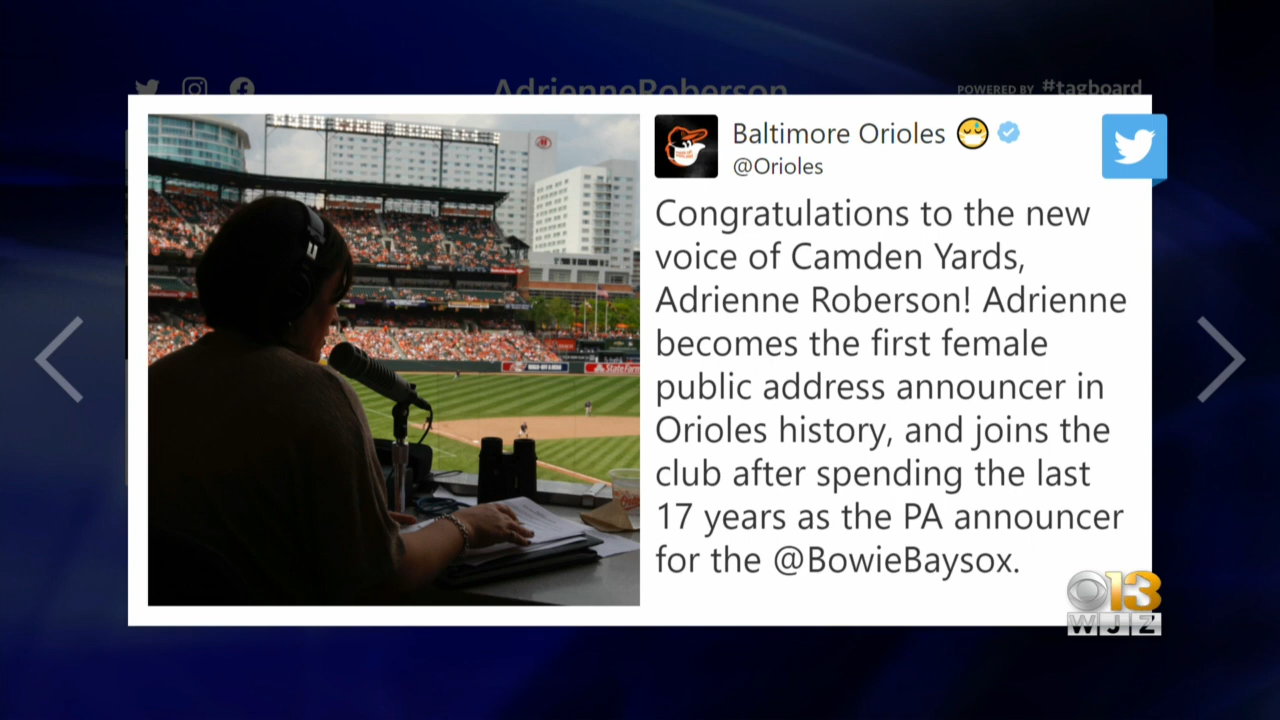 AdrienneRoberson
POWERED BY #tagboard
Baltimore Orioles
@Orioles
Congratulations to the new
voice of Camden Yards,
Adrienne Roberson! Adrienne
becomes the first female
public address announcer in
Orioles history, and joins the
club after spending the last
17 years as the PA announcer
for the @BowieBaysox.
State Farm
13
WJZ